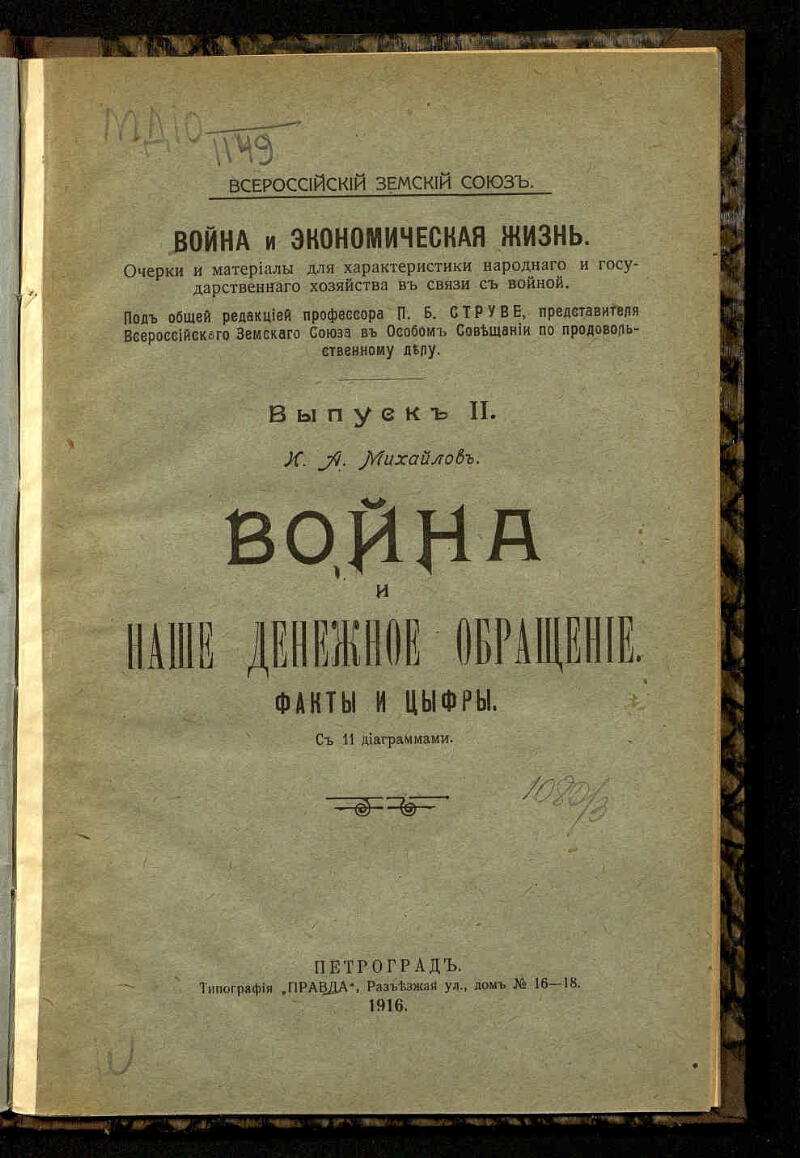 1149
ВСЕРОССІЙСКІЙ ЗЕМСКІЙ СОЮЗЪ.
ВОЙНА и ЭКОНОМИЧЕСКАЯ ЖИЗНЬ.
Очерки и матеріалы для характеристики народнаго и госу-
дарственнаго хозяйства въ связи съ войной.
Подъ общей редакціей профессора П. Б. СТРУВЕ, представителя
Всероссійскаго Земскаго Союза въ Особомъ Совѣщаніи по продоволь-
ственному дѣлу.
Выпускъ II.
И. А. Михайловъ.
ВОЙНА
И
НАШЕ ДЕНЕЖНОЕ ОБРАЩЕНІЕ.
ФАКТЫ И ЦЫФРЫ.
Съ 11 діаграммами.
1080/3
ПЕТРОГРАДЪ.
Типографія „ПРАВДА“, Разъѣзжая ул., домъ № 16—18.
1916.